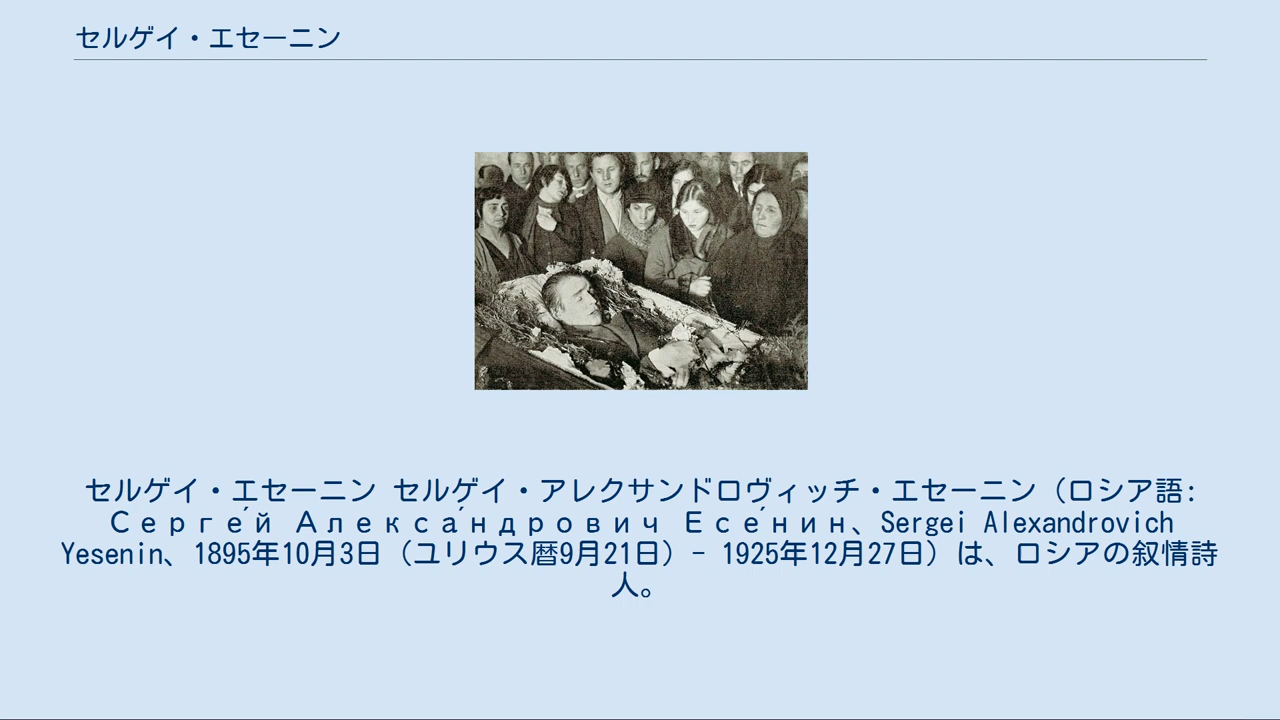 セルゲイ・エセーニン
セルゲイ・エセーニン セルゲイ・アレクサンドロヴィッチ・エセーニン（ロシア語:
Серге́й Алекса́ндрович Есе́нин、Sergei Alexandrovich
Yesenin、1895年10月3日（ユリウス暦9月21日）- 1925年12月27日）は、ロシアの叙情詩
人。